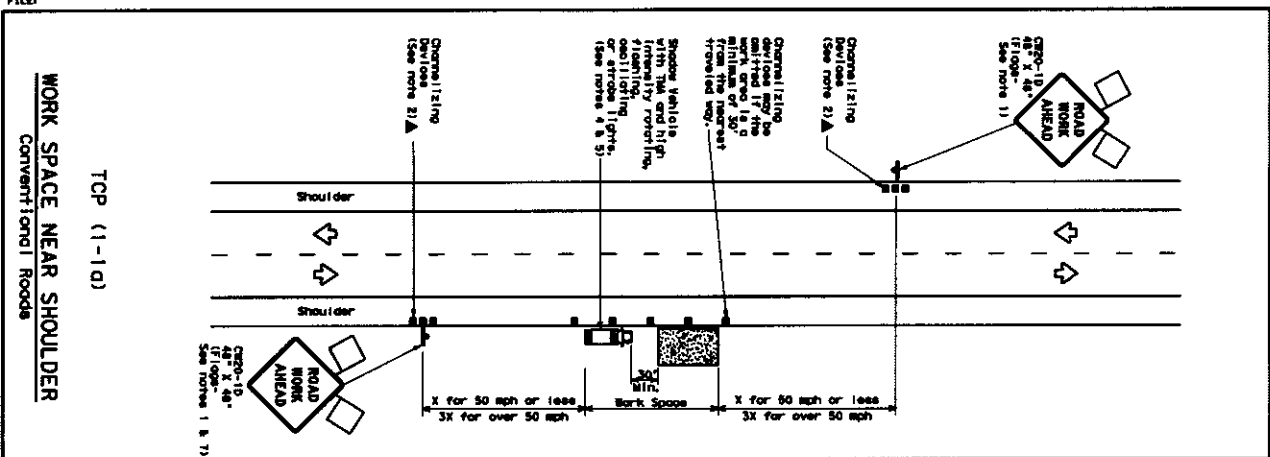 FILE:
CW20-1D
48" X 48"
(Flags-
See note 1)
ROAD
WORK
AHEAD
Channelizing
Devices
(See note 2)
Channelizing
devices may be
omitted if the
work area is a
minimum of 30'
from the nearest
traveled way.
Shadow Vehicle
with TMA and high
intensity rotating,
flashing,
oscillating
or strobe lights.
(See notes 4 & 5)
Channelizing
Devices
(See note 2)
Shoulder
Shoulder
30'
Min.
X for 50 mph or less
3X for over 50 mph
Work Space
X for 50 mph or less
3X for over 50 mph
ROAD
WORK
AHEAD
CW20-1D
48" X 48"
(Flags-
See notes 1 & 7)
TCP (1-1a)
WORK SPACE NEAR SHOULDER
Conventional Roads